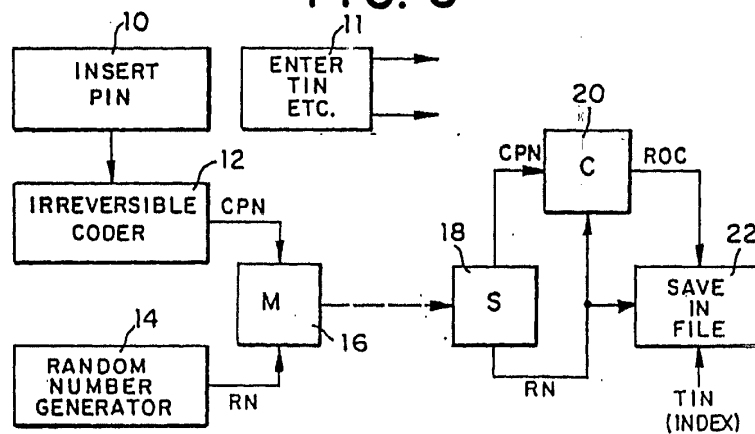 10
INSERT
PIN
11
ENTER
TIN
ETC.
12
IRREVERSIBLE
CODER
CPN
14
RANDOM
NUMBER
GENERATOR
RN
M
16
18
S
CPN
RN
20
C
ROC
22
SAVE
IN
FILE
TIN
(INDEX)